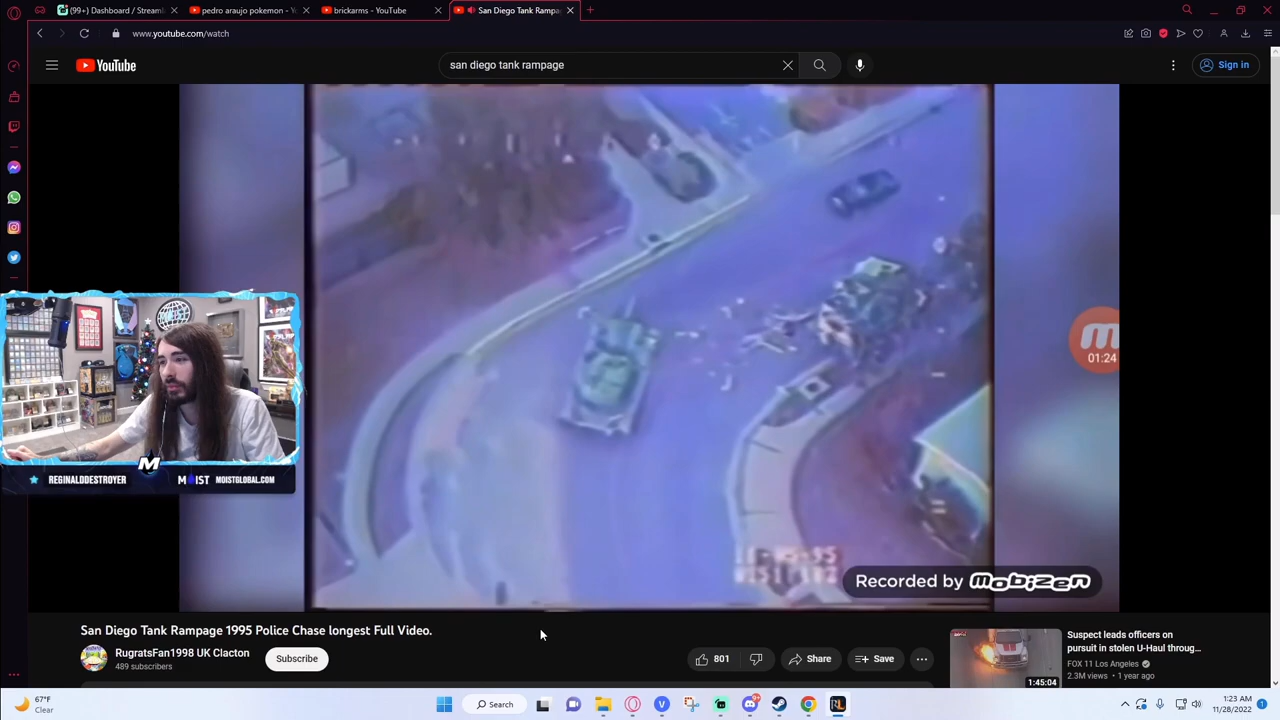 (99+) Dashboard / Streamla
pedro araujo pokemon - Yo
brickarms - YouTube
San Diego Tank Rampa
www.youtube.com/watch
YouTube
san diego tank rampage
Sign in
01:24
Recorded by Mobizen
M
REGINALDDESTROYER
MOIST
MOISTGLOBAL.COM
San Diego Tank Rampage 1995 Police Chase longest Full Video.
RugratsFan1998 UK Clacton
489 subscribers
Subscribe
801
Share
Save
Suspect leads officers on
pursuit in stolen U-Haul throug...
FOX 11 Los Angeles
2.3M views • 1 year ago
1:45:04
67°F
Clear
Search
1:23 AM
11/28/2022